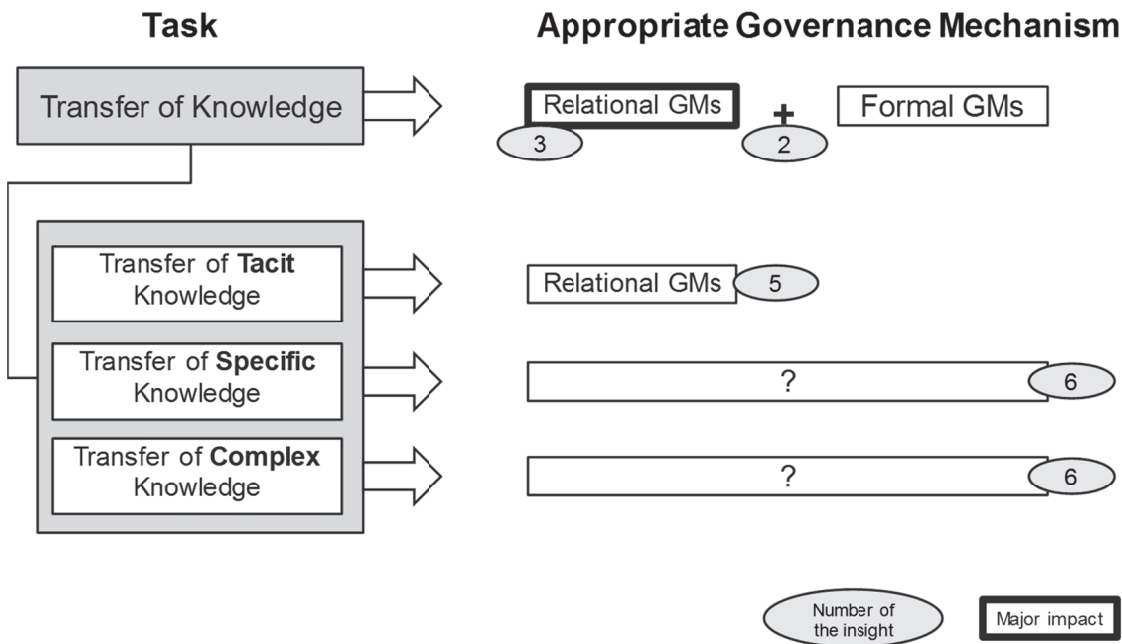 Task
Appropriate Governance Mechanism
Transfer of Knowledge
Relational GMs
+
Formal GMs
3
2
Transfer of Tacit
Knowledge
Relational GMs
5
Transfer of Specific
Knowledge
?
6
Transfer of Complex
Knowledge
?
6
Number of
the insight
Major impact